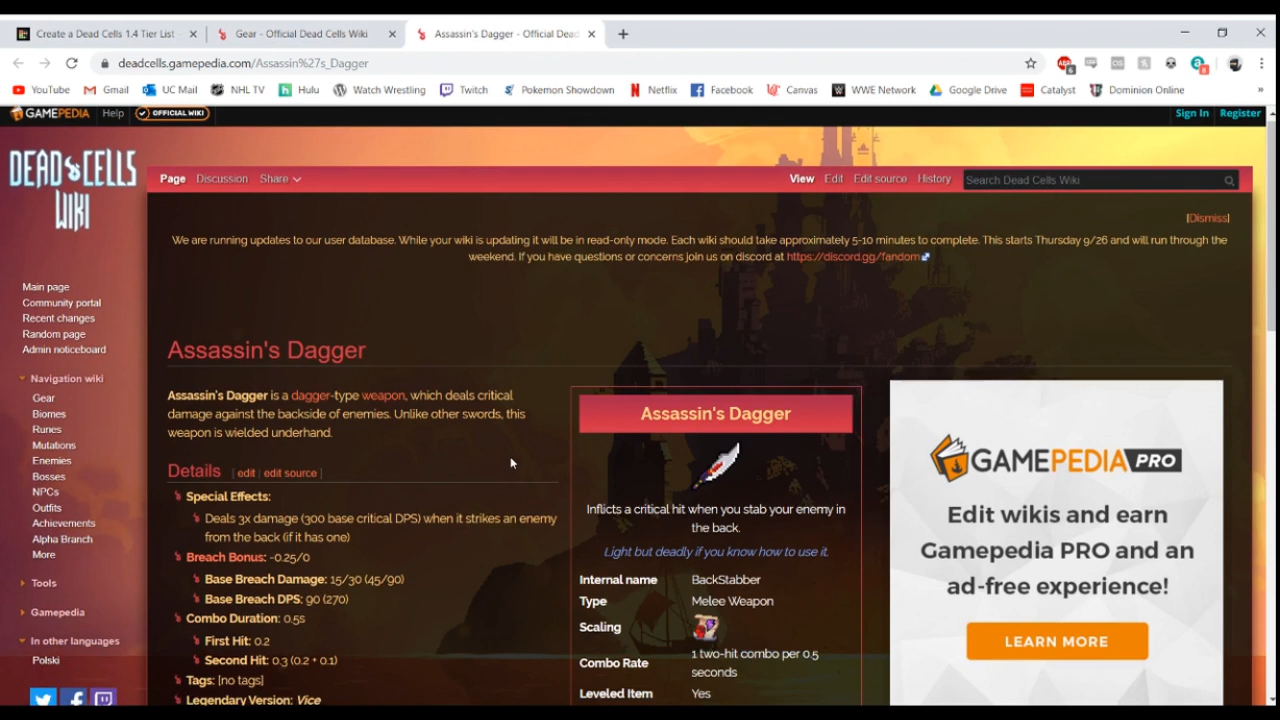 Create a Dead Cells 1.4 Tier List
Gear - Official Dead Cells Wiki
Assassin's Dagger - Official Dead
deadcells.gamepedia.com/Assassin%27s_Dagger
YouTube
Gmail
UC Mail
NHL TV
Hulu
Watch Wrestling
Twitch
Pokemon Showdown
Netflix
Facebook
Canvas
WWE Network
Google Drive
Catalyst
Dominion Online
GAMEPEDIA
Help
OFFICIAL WIKI
Sign In
Register
DEAD CELLS
WIKI
Page
Discussion
Share
View
Edit
Edit source
History
Search Dead Cells Wiki
[Dismiss]
We are running updates to our user database. While your wiki is updating it will be in read-only mode. Each wiki should take approximately 5-10 minutes to complete. This starts Thursday 9/26 and will run through the
weekend. If you have questions or concerns join us on discord at https://discord.gg/fandom
Main page
Community portal
Recent changes
Random page
Admin noticeboard
Navigation wiki
Gear
Biomes
Runes
Mutations
Enemies
Bosses
NPCs
Outfits
Achievements
Alpha Branch
More
Tools
Gamepedia
In other languages
Polski
Assassin's Dagger
Assassin's Dagger is a dagger-type weapon, which deals critical
damage against the backside of enemies. Unlike other swords, this
weapon is wielded underhand.
Details [ edit | edit source ]
Special Effects:
Deals 3x damage (300 base critical DPS) when it strikes an enemy
from the back (if it has one)
Breach Bonus: -0.25/0
Base Breach Damage: 15/30 (45/90)
Base Breach DPS: 90 (270)
Combo Duration: 0.5s
First Hit: 0.2
Second Hit: 0.3 (0.2 + 0.1)
Tags: [no tags]
Legendary Version: Vice
Assassin's Dagger
Inflicts a critical hit when you stab your enemy in
the back.
Light but deadly if you know how to use it.
Internal name BackStabber
Type Melee Weapon
Scaling
Combo Rate 1 two-hit combo per 0.5
seconds
Leveled Item Yes
GAMEPEDIA PRO
Edit wikis and earn
Gamepedia PRO and an
ad-free experience!
LEARN MORE